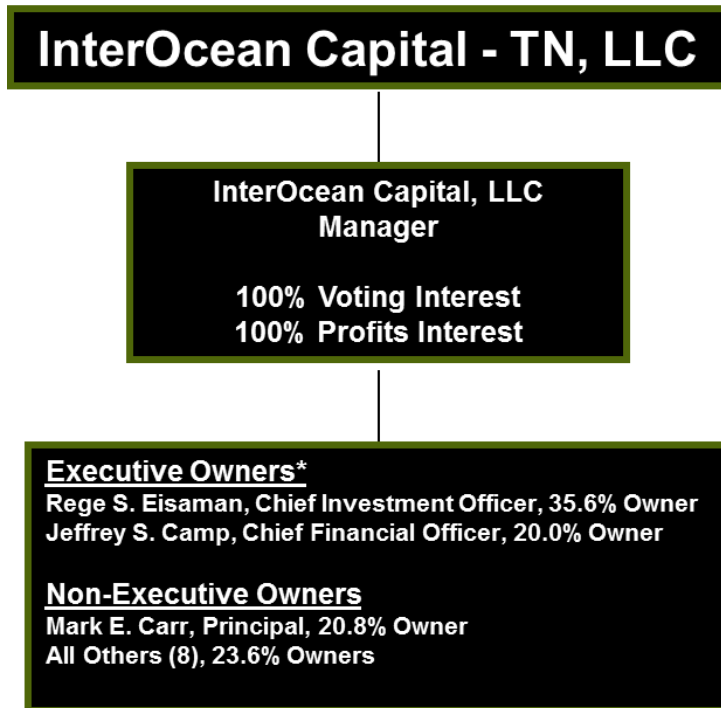 InterOcean Capital - TN, LLC
InterOcean Capital, LLC
Manager
100% Voting Interest
100% Profits Interest
Executive Owners*
Rege S. Eisaman, Chief Investment Officer, 35.6% Owner
Jeffrey S. Camp, Chief Financial Officer, 20.0% Owner
Non-Executive Owners
Mark E. Carr, Principal, 20.8% Owner
All Others (8), 23.6% Owners